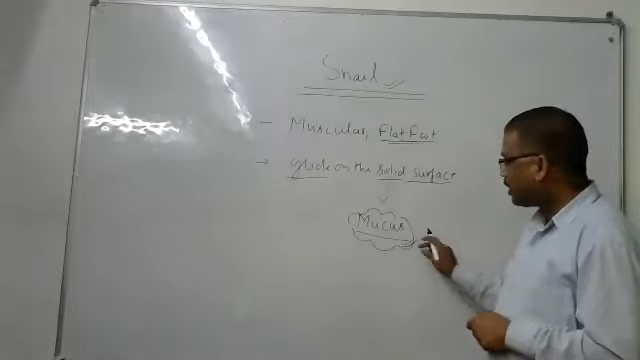 Snail
– Muscular, Flat Foot
→ glide on the solid surface
Mucus